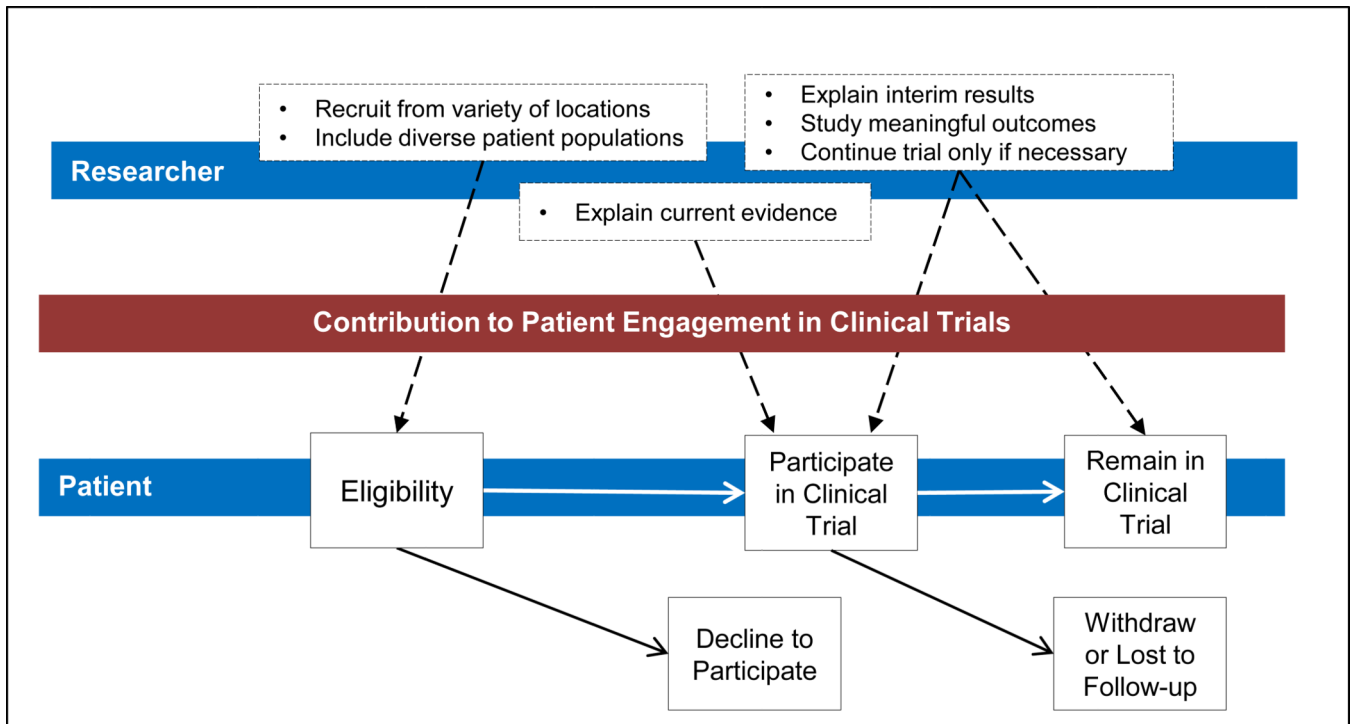 • Recruit from variety of locations
• Include diverse patient populations
• Explain interim results
• Study meaningful outcomes
• Continue trial only if necessary
Researcher
• Explain current evidence
Contribution to Patient Engagement in Clinical Trials
Patient
Eligibility
Participate
in Clinical
Trial
Remain in
Clinical
Trial
Decline to
Participate
Withdraw
or Lost to
Follow-up